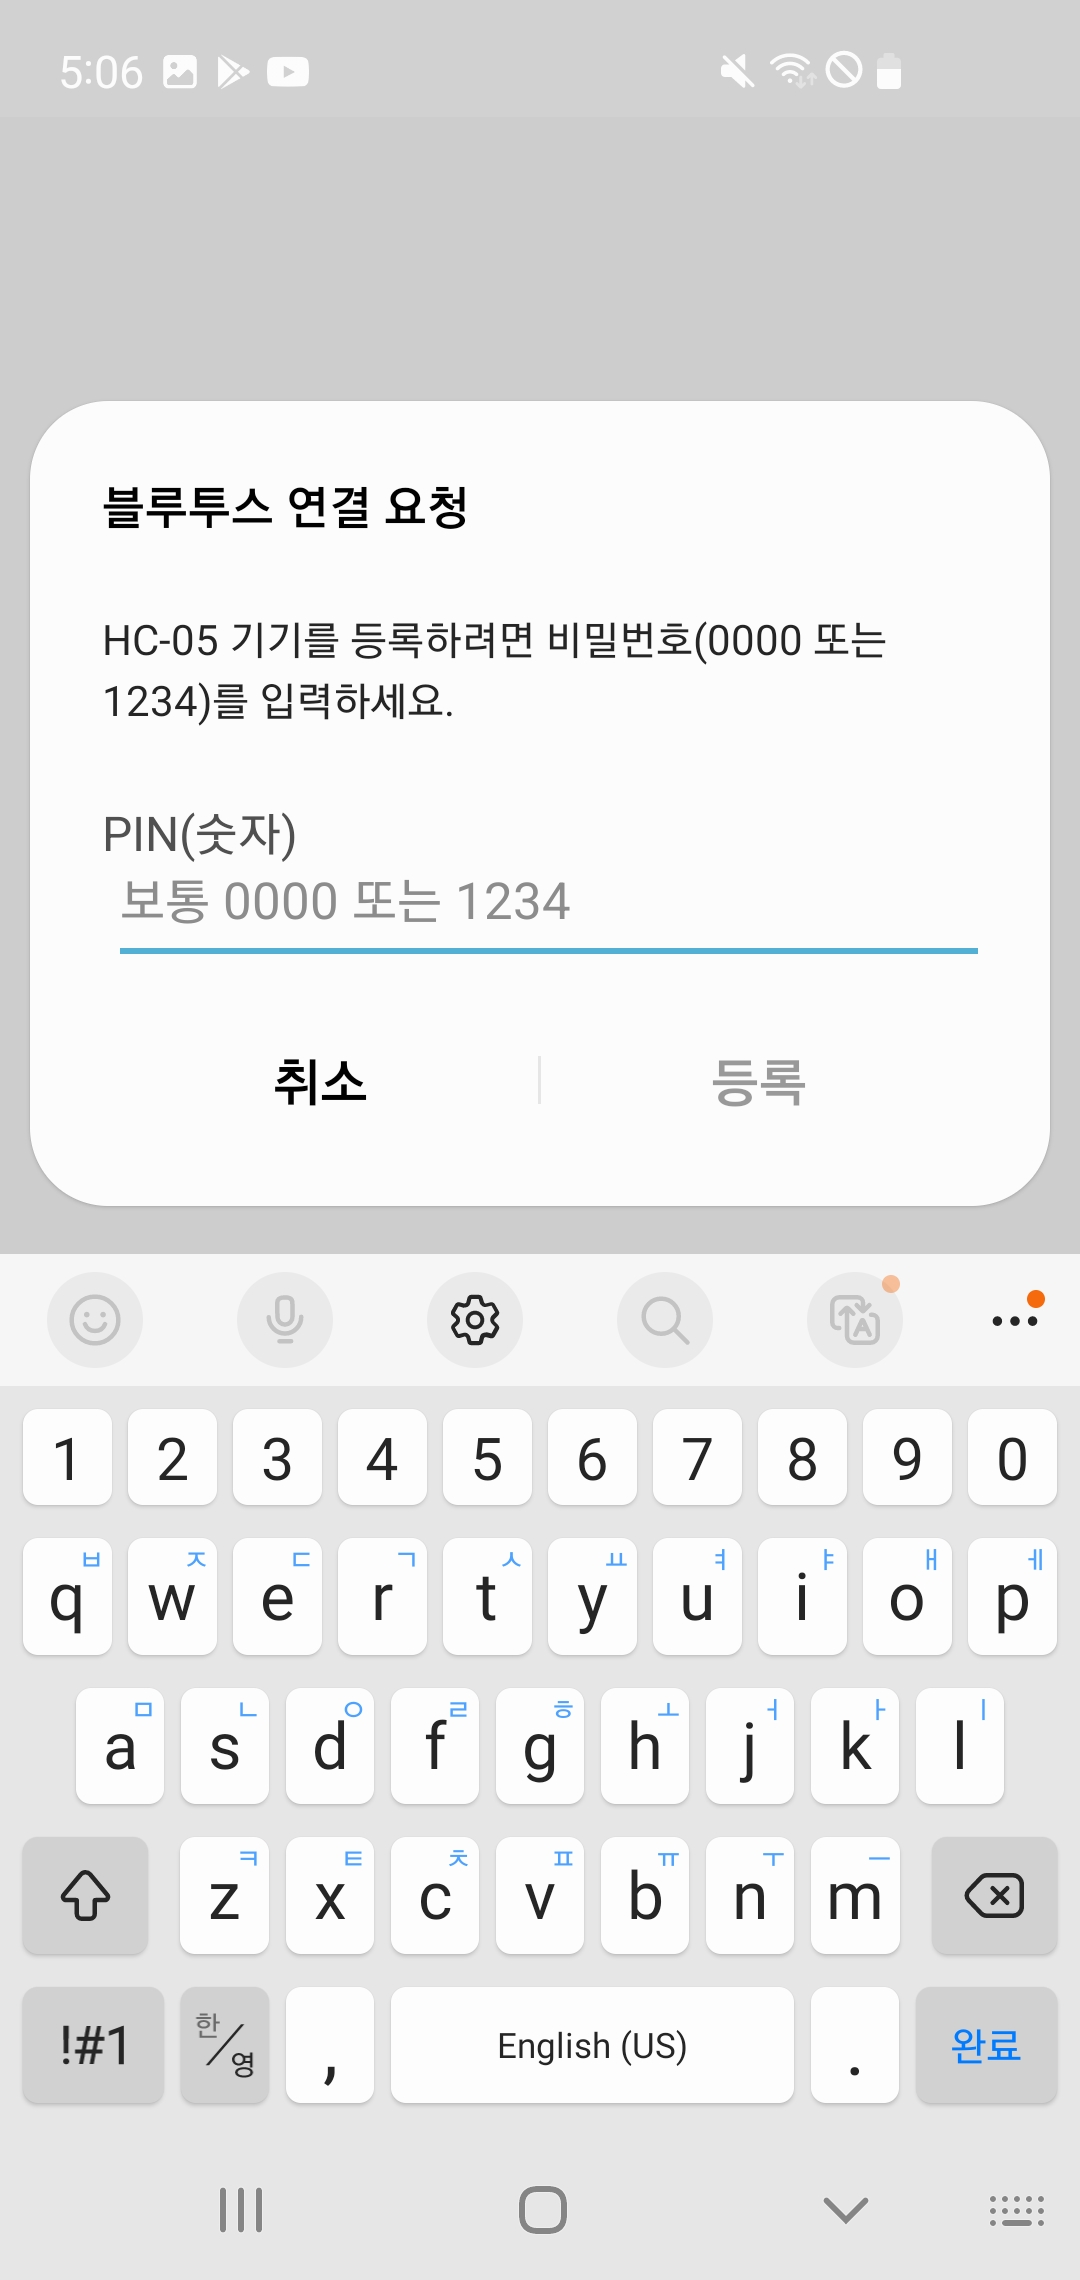 5:06
블루투스 연결 요청
HC-05 기기를 등록하려면 비밀번호(0000 또는
1234)를 입력하세요.
PIN(숫자)
보통 0000 또는 1234
취소 등록
1 2 3 4 5 6 7 8 9 0
q ㅂ w ㅈ e ㄷ r ㄱ t ㅅ y ㅛ u ㅕ i ㅑ o ㅐ p ㅔ
a ㅁ s ㄴ d ㅇ f ㄹ g ㅎ h ㅗ j ㅓ k ㅏ l ㅣ
z ㅋ x ㅌ c ㅊ v ㅍ b ㅠ n ㅜ m ㅡ
!#1 한/영 , English (US) . 완료